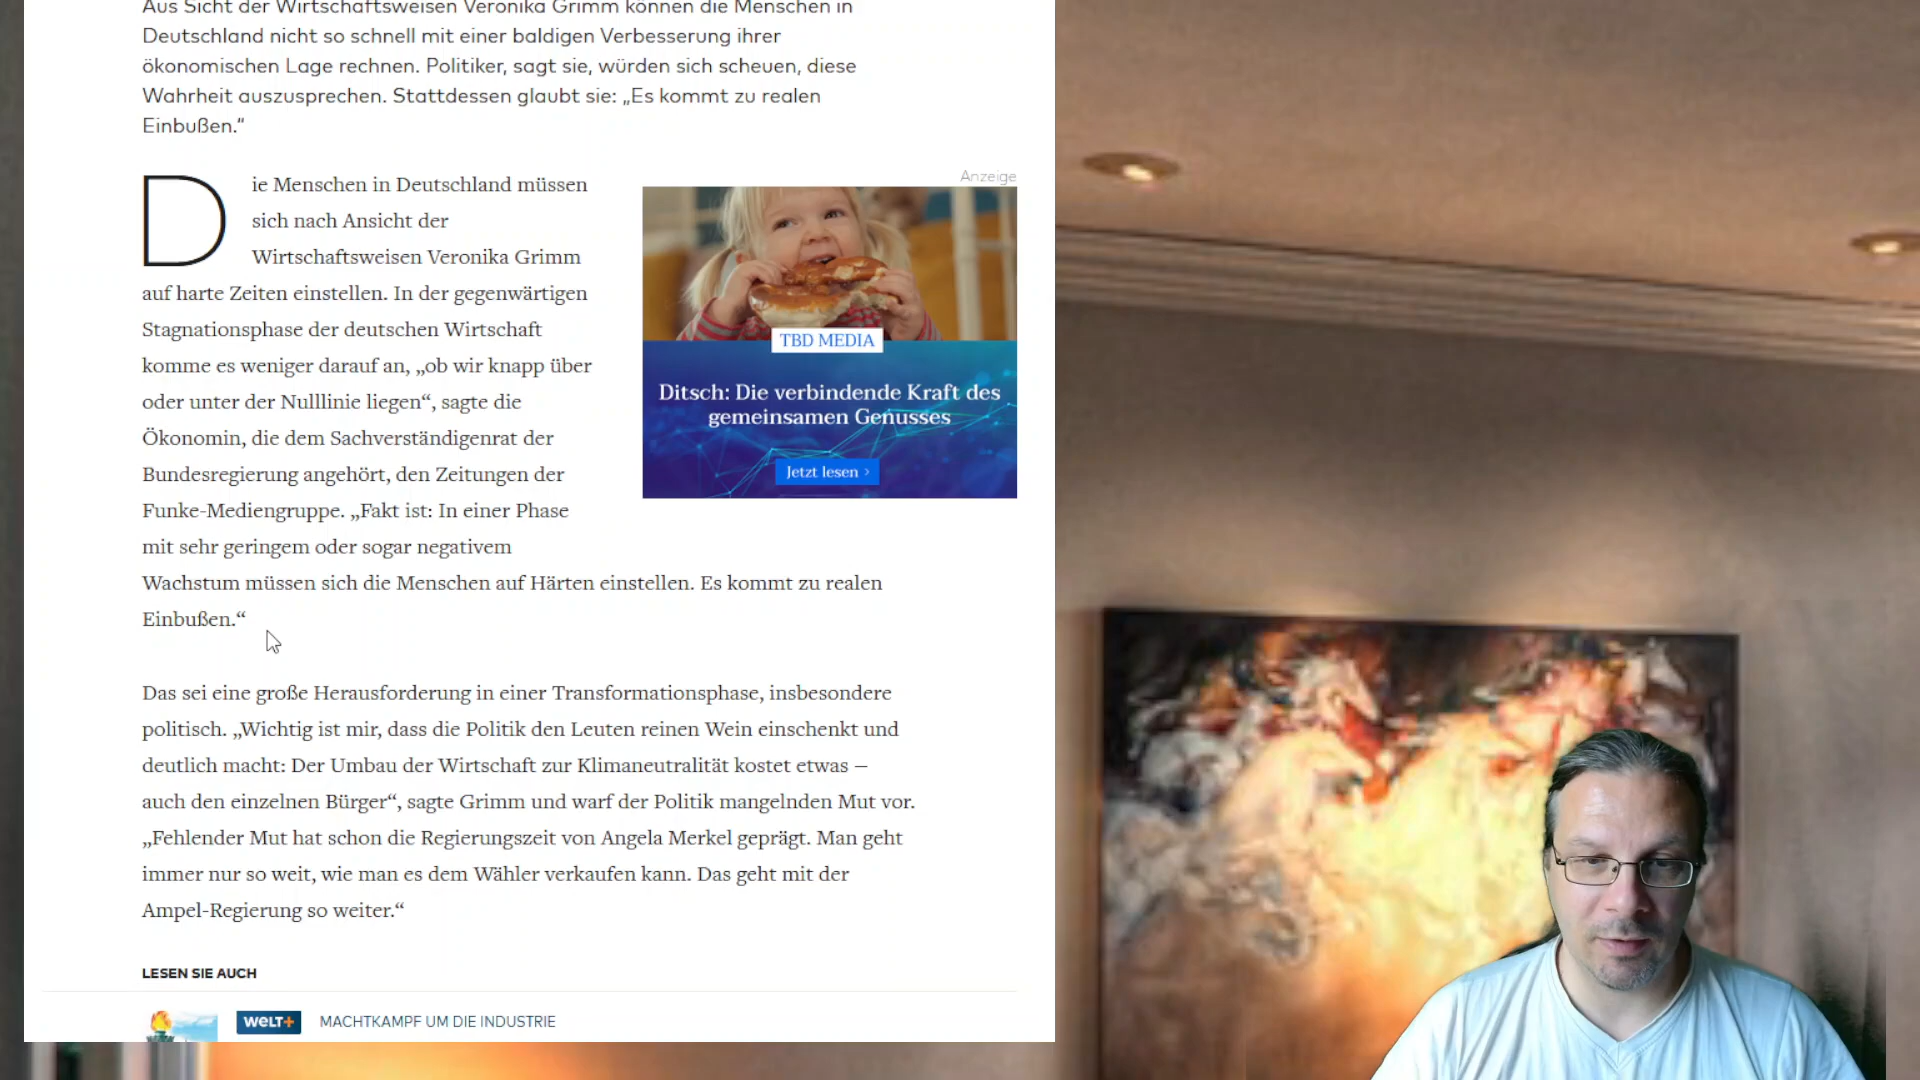 Aus Sicht der Wirtschaftsweisen Veronika Grimm können die Menschen in
Deutschland nicht so schnell mit einer baldigen Verbesserung ihrer
ökonomischen Lage rechnen. Politiker, sagt sie, würden sich scheuen, diese
Wahrheit auszusprechen. Stattdessen glaubt sie: „Es kommt zu realen
Einbußen.“
Die Menschen in Deutschland müssen
sich nach Ansicht der
Wirtschaftsweisen Veronika Grimm
auf harte Zeiten einstellen. In der gegenwärtigen
Stagnationsphase der deutschen Wirtschaft
komme es weniger darauf an, „ob wir knapp über
oder unter der Nulllinie liegen“, sagte die
Ökonomin, die dem Sachverständigenrat der
Bundesregierung angehört, den Zeitungen der
Funke-Mediengruppe. „Fakt ist: In einer Phase
mit sehr geringem oder sogar negativem
Wachstum müssen sich die Menschen auf Härten einstellen. Es kommt zu realen
Einbußen.“
Anzeige
TBD MEDIA
Ditsch: Die verbindende Kraft des
gemeinsamen Genusses
Jetzt lesen ›
Das sei eine große Herausforderung in einer Transformationsphase, insbesondere
politisch. „Wichtig ist mir, dass die Politik den Leuten reinen Wein einschenkt und
deutlich macht: Der Umbau der Wirtschaft zur Klimaneutralität kostet etwas –
auch den einzelnen Bürger“, sagte Grimm und warf der Politik mangelnden Mut vor.
„Fehlender Mut hat schon die Regierungszeit von Angela Merkel geprägt. Man geht
immer nur so weit, wie man es dem Wähler verkaufen kann. Das geht mit der
Ampel-Regierung so weiter.“
LESEN SIE AUCH
WELT+ MACHTKAMPF UM DIE INDUSTRIE